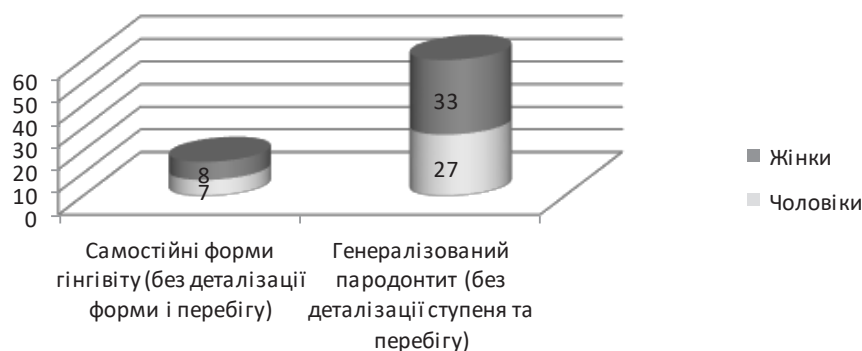 60
50
40
30
20
10
0
33
27
8
7
Жінки
Чоловіки
Самостійні форми
гінгівіту (без деталізації
форми і перебігу)
Генералізований
пародонтит (без
деталізації ступеня та
перебігу)